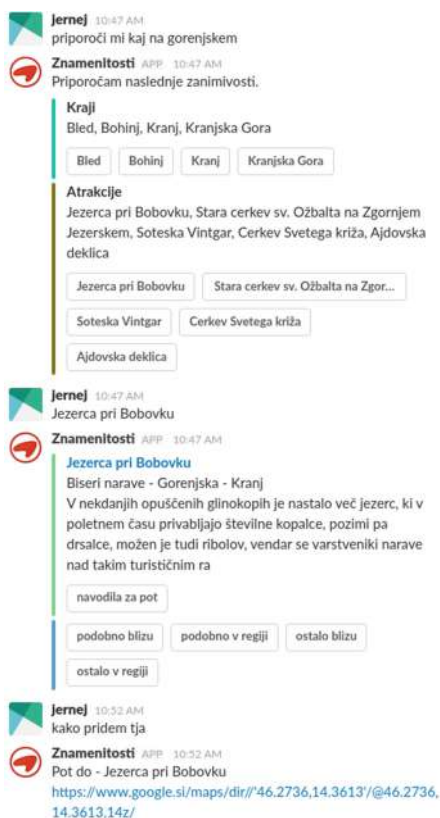 jernej 10:47 AM
priporoči mi kaj na gorenjskem
Znamenitosti APP 10:47 AM
Priporočam naslednje zanimivosti.
Kraji
Bled, Bohinj, Kranj, Kranjska Gora
Bled Bohinj Kranj Kranjska Gora
Atrakcije
Jezerca pri Bobovku, Stara cerkev sv. Ožbalta na Zgornjem
Jezerskem, Soteska Vintgar, Cerkev Svetega križa, Ajdovska
deklica
Jezerca pri Bobovku Stara cerkev sv. Ožbalta na Zgor...
Soteska Vintgar Cerkev Svetega križa
Ajdovska deklica
jernej 10:47 AM
Jezerca pri Bobovku
Znamenitosti APP 10:47 AM
Jezerca pri Bobovku
Biseri narave - Gorenjska - Kranj
V nekdanjih opuščenih glinokopih je nastalo več jezerc, ki v
poletnem času privabljajo številne kopalce, pozimi pa
drsalce, možen je tudi ribolov, vendar se varstveniki narave
nad takim turističnim ra
navodila za pot
podobno blizu podobno v regiji ostalo blizu
ostalo v regiji
jernej 10:52 AM
kako pridem tja
Znamenitosti APP 10:52 AM
Pot do - Jezerca pri Bobovku
https://www.google.si/maps/dir//'46.2736,14.3613'/@46.2736,
14.3613,14z/